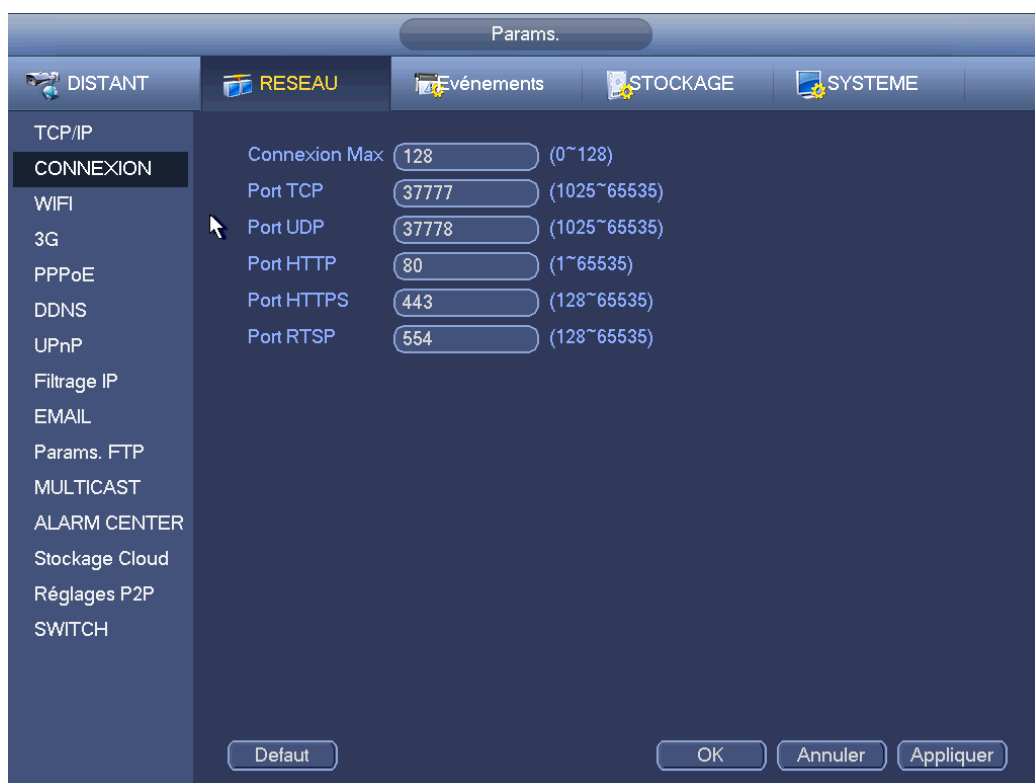 Params.
DISTANT RESEAU Evénements STOCKAGE SYSTEME
TCP/IP
CONNEXION
WIFI
3G
PPPoE
DDNS
UPnP
Filtrage IP
EMAIL
Params. FTP
MULTICAST
ALARM CENTER
Stockage Cloud
Réglages P2P
SWITCH
Connexion Max 128 (0~128)
Port TCP 37777 (1025~65535)
Port UDP 37778 (1025~65535)
Port HTTP 80 (1~65535)
Port HTTPS 443 (128~65535)
Port RTSP 554 (128~65535)
Defaut OK Annuler Appliquer